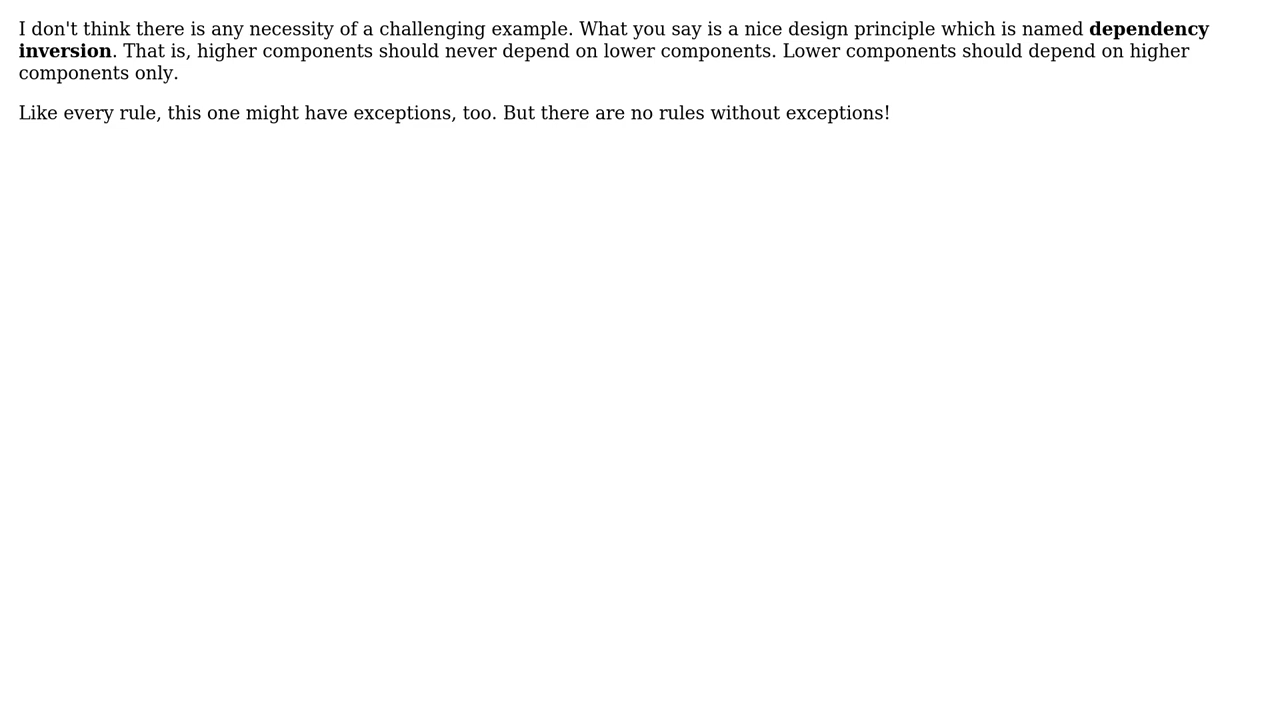 I don't think there is any necessity of a challenging example. What you say is a nice design principle which is named dependency
inversion. That is, higher components should never depend on lower components. Lower components should depend on higher
components only.
Like every rule, this one might have exceptions, too. But there are no rules without exceptions!